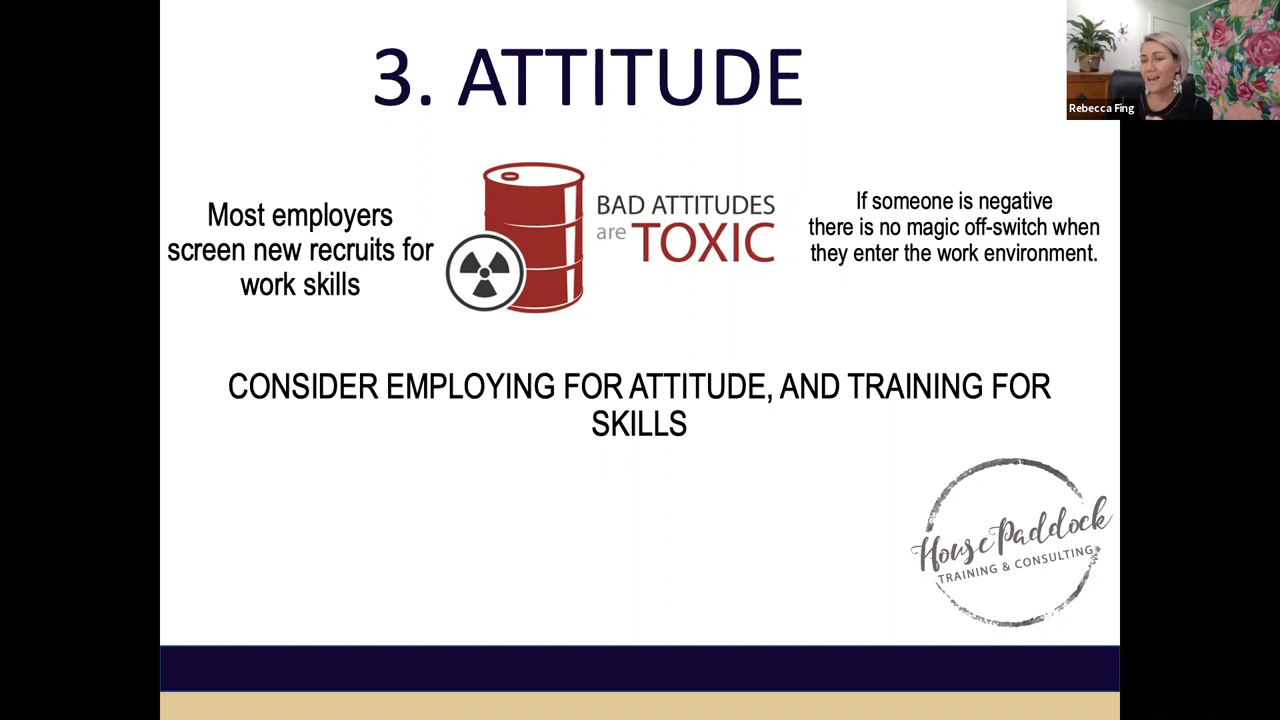 3. ATTITUDE
Rebecca Fing
Most employers
screen new recruits for
work skills
BAD ATTITUDES
are TOXIC
If someone is negative
there is no magic off-switch when
they enter the work environment.
CONSIDER EMPLOYING FOR ATTITUDE, AND TRAINING FOR
SKILLS
House Paddock
TRAINING & CONSULTING